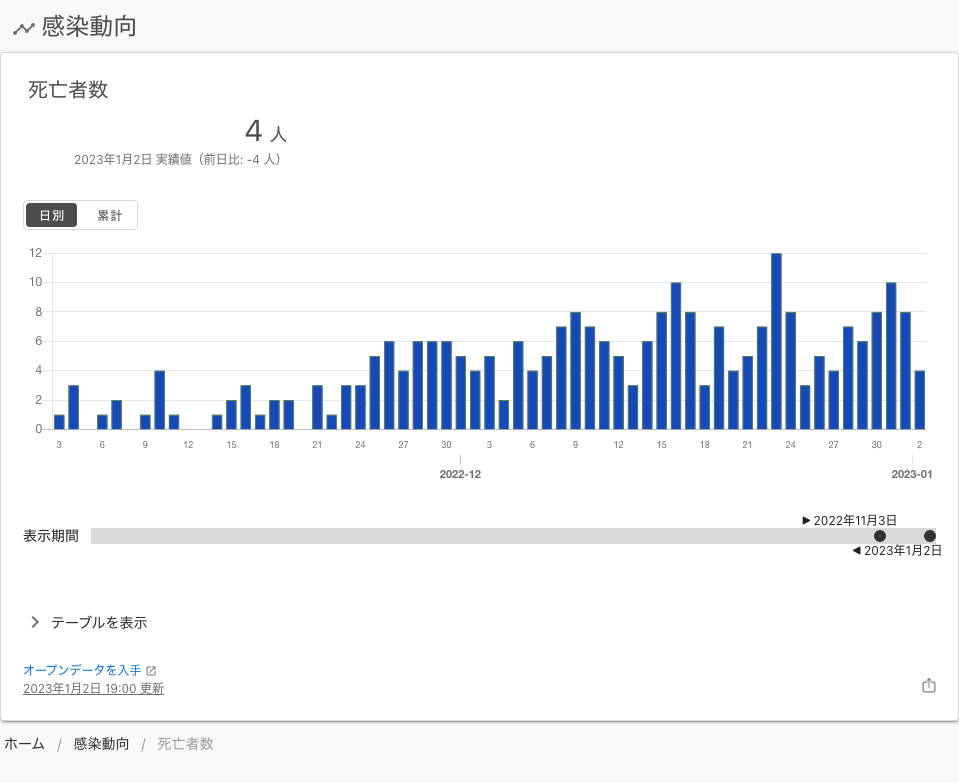 感染動向
死亡者数
4 人
2023年1月2日 実績値（前日比: -4 人）
日別 累計
12
10
8
6
4
2
0
3 6 9 12 15 18 21 24 27 30 3 6 9 12 15 18 21 24 27 30 2
2022-12 2023-01
2022年11月3日
表示期間
2023年1月2日
テーブルを表示
オープンデータを入手
2023年1月2日 19:00 更新
ホーム / 感染動向 / 死亡者数